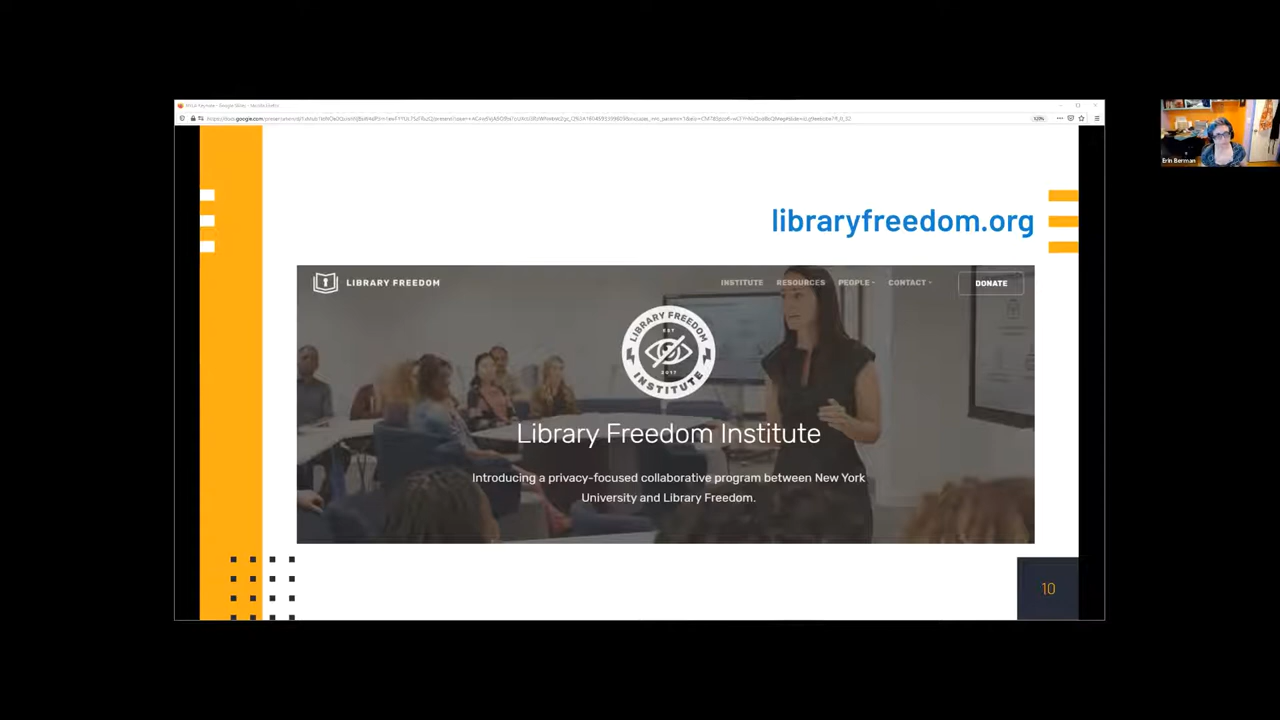 libraryfreedom.org
LIBRARY FREEDOM
INSTITUTE
RESOURCES
PEOPLE
CONTACT
DONATE
LIBRARY FREEDOM
EST
2017
INSTITUTE
Library Freedom Institute
Introducing a privacy-focused collaborative program between New York
University and Library Freedom.
10
Erin Berman